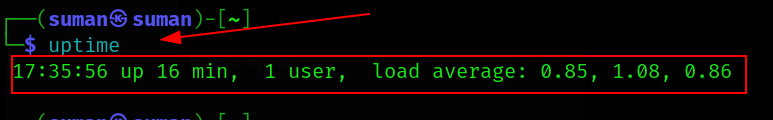 ┌──(suman㉿suman)-[~]
└─$ uptime
17:35:56 up 16 min,  1 user,  load average: 0.85, 1.08, 0.86